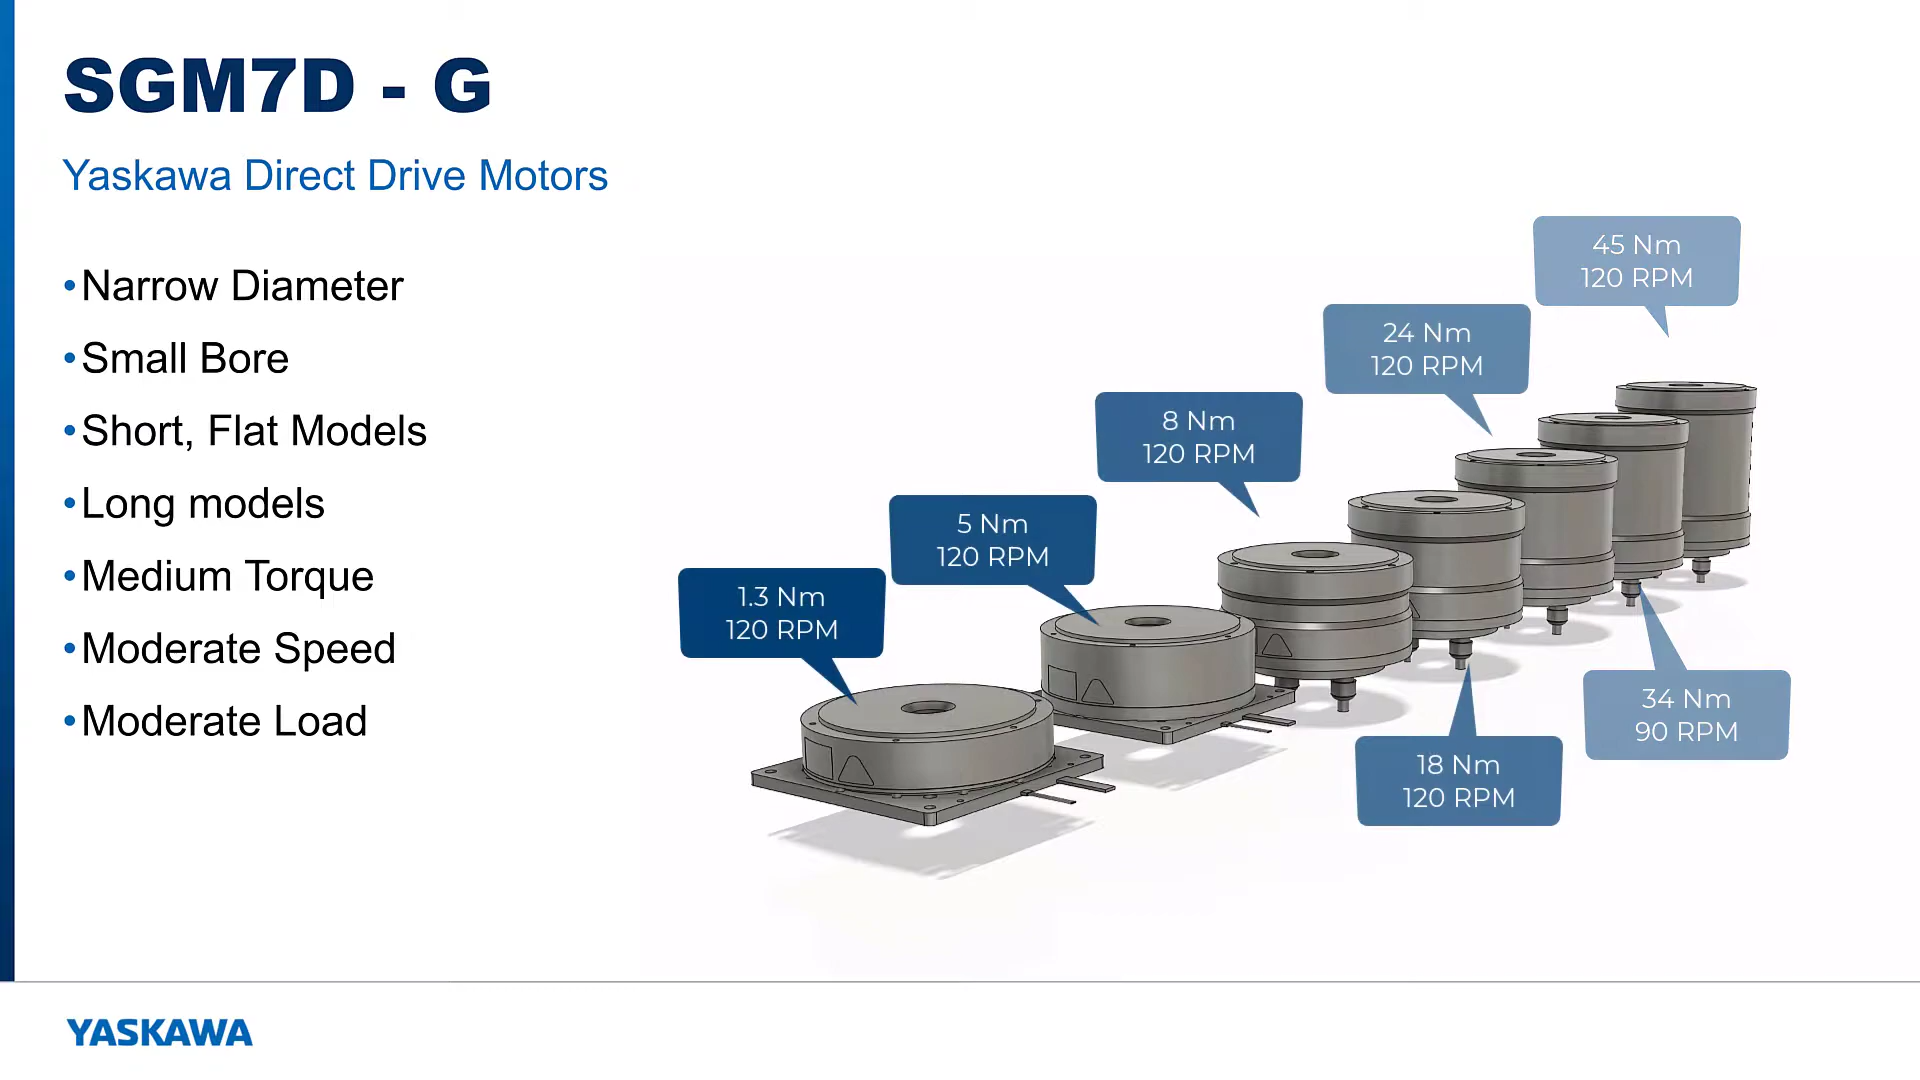 SGM7D - G
Yaskawa Direct Drive Motors
•Narrow Diameter
•Small Bore
•Short, Flat Models
•Long models
•Medium Torque
•Moderate Speed
•Moderate Load
1.3 Nm
120 RPM
5 Nm
120 RPM
8 Nm
120 RPM
18 Nm
120 RPM
24 Nm
120 RPM
34 Nm
90 RPM
45 Nm
120 RPM
YASKAWA